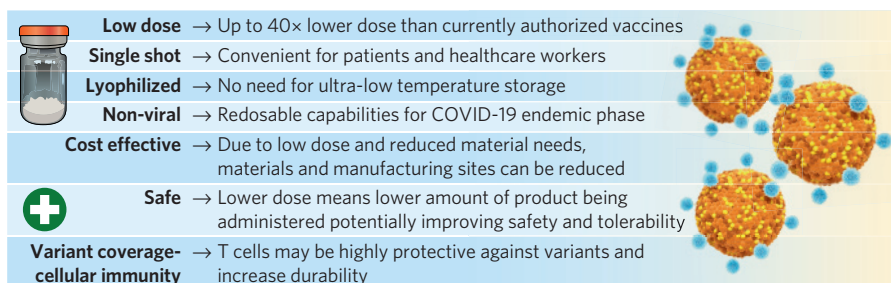 Low dose → Up to 40× lower dose than currently authorized vaccines
Single shot → Convenient for patients and healthcare workers
Lyophilized → No need for ultra-low temperature storage
Non-viral → Redosable capabilities for COVID-19 endemic phase
Cost effective → Due to low dose and reduced material needs,
materials and manufacturing sites can be reduced
Safe → Lower dose means lower amount of product being
administered potentially improving safety and tolerability
Variant coverage- → T cells may be highly protective against variants and
cellular immunity increase durability